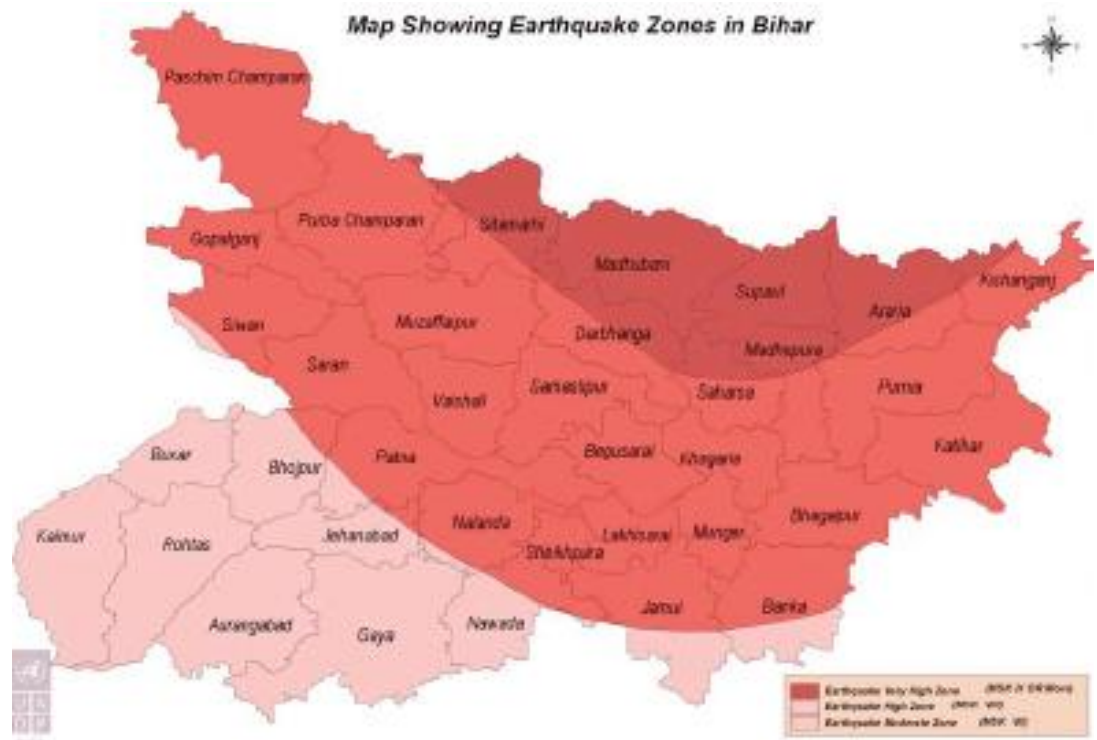 Map Showing Earthquake Zones in Bihar
Paschim Champaran
Purba Champaran
Sitamarhi
Gopalganj
Madhubani
Supaul
Araria
Kishanganj
Siwan
Muzaffarpur
Darbhanga
Madhepura
Saran
Vaishali
Samastipur
Saharsa
Purnia
Buxar
Bhojpur
Patna
Begusarai
Khagaria
Katihar
Kaimur
Rohtas
Jehanabad
Nalanda
Sheikhpura
Lakhisarai
Munger
Bhagalpur
Aurangabad
Gaya
Nawada
Jamui
Banka
Earthquake Very High Zone
Earthquake High Zone
Earthquake Moderate Zone